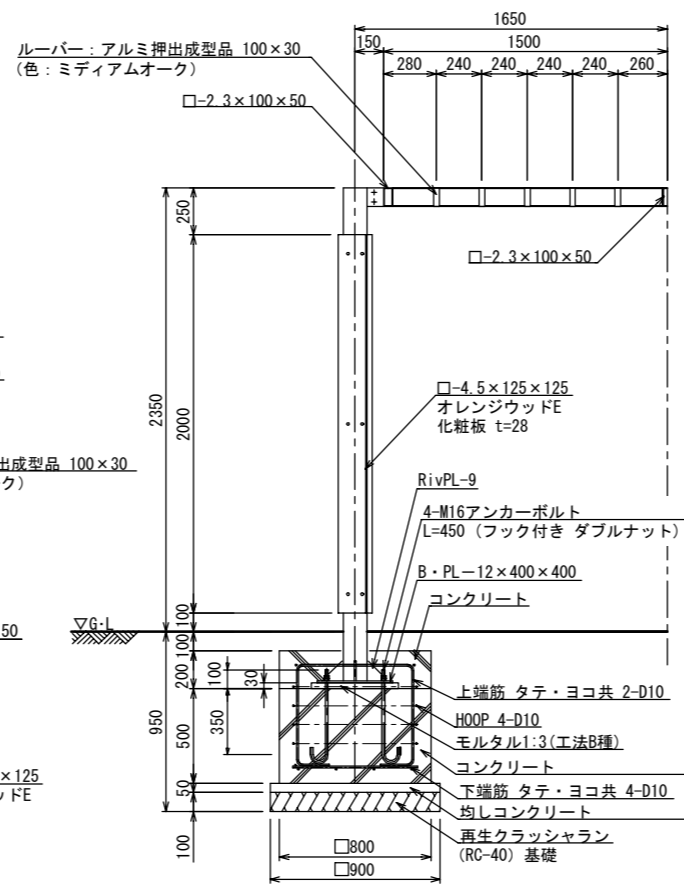 1650
150
1500
280
240
240
240
240
260
ルーバー：アルミ押出成型品 100×30
(色：ミディアムオーク)
□-2.3×100×50
250
□-2.3×100×50
2350
2000
□-4.5×125×125
オレンジウッドE
化粧板 t=28
出成型品 100×30
ク)
RivPL-9
4-M16アンカーボルト
L=450 (フック付き ダブルナット)
B・PL－12×400×400
コンクリート
▽G・L
50
100
100
200
100
30
950
350
500
上端筋 タテ・ヨコ共 2-D10
HOOP 4-D10
モルタル1:3(工法B種)
コンクリート
×125
ッドE
下端筋 タテ・ヨコ共 4-D10
50
均しコンクリート
再生クラッシャラン
(RC-40) 基礎
100
□800
□900